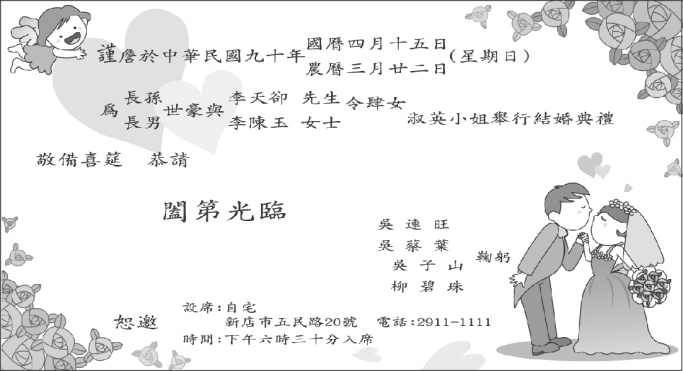 謹詹於中華民國九十年國曆四月十五日農曆三月廿二日(星期日)
為長孫長男世豪與李天卻先生李陳玉女士令肆女
淑英小姐舉行結婚典禮
敬備喜筵 恭請
闔第光臨
吳連旺
吳蔡葉
吳子山
柳碧珠
鞠躬
恕邀
設席:自宅
新店市五民路20號 電話:2911-1111
時間:下午六時三十分入席